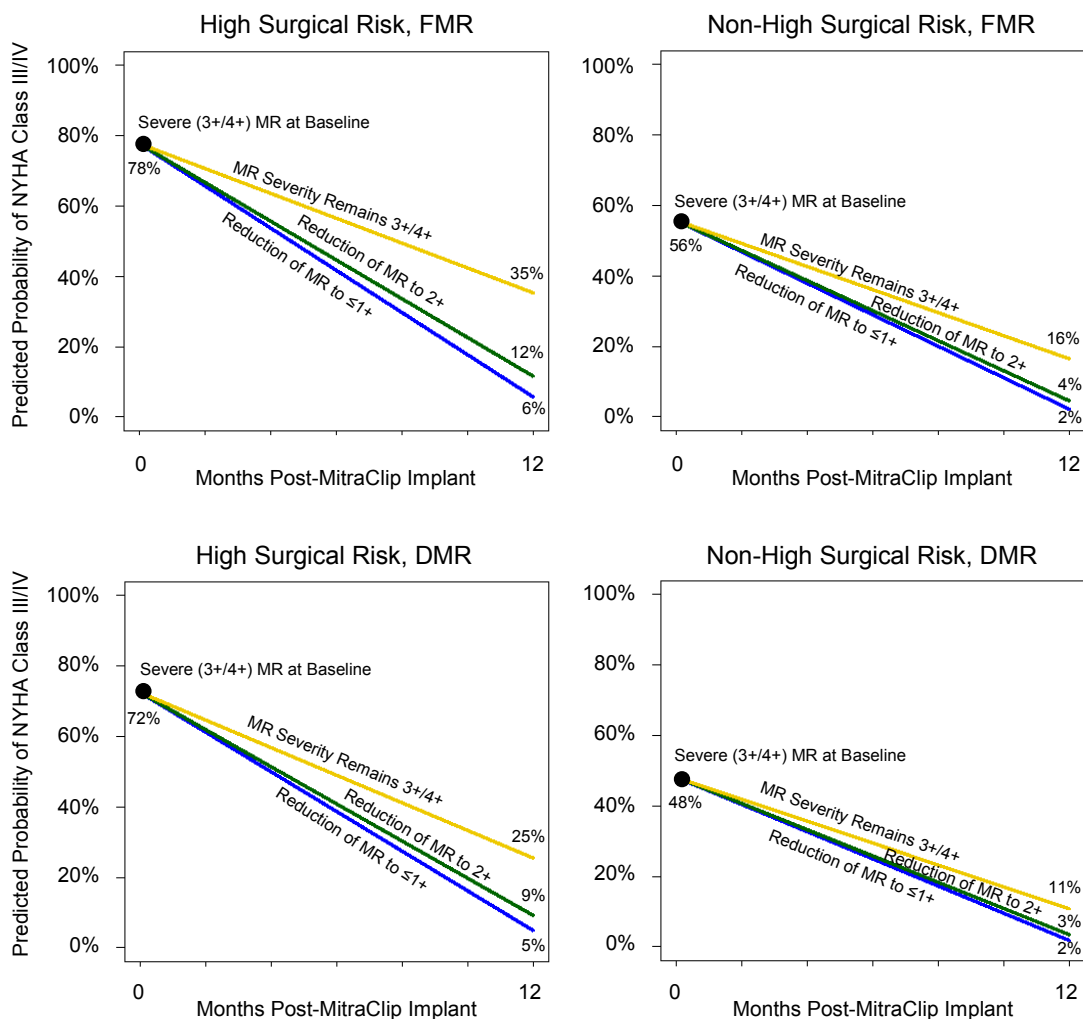 High Surgical Risk, FMR
Predicted Probability of NYHA Class III/IV
100%
80%
60%
40%
20%
0%
Severe (3+/4+) MR at Baseline
78%
MR Severity Remains 3+/4+
Reduction of MR to 2+
Reduction of MR to ≤1+
35%
12%
6%
0
12
Months Post-MitraClip Implant
Non-High Surgical Risk, FMR
100%
80%
60%
40%
20%
0%
Severe (3+/4+) MR at Baseline
56%
MR Severity Remains 3+/4+
Reduction of MR to 2+
Reduction of MR to ≤1+
16%
4%
2%
0
12
Months Post-MitraClip Implant
High Surgical Risk, DMR
Predicted Probability of NYHA Class III/IV
100%
80%
60%
40%
20%
0%
Severe (3+/4+) MR at Baseline
72%
MR Severity Remains 3+/4+
Reduction of MR to 2+
Reduction of MR to ≤1+
25%
9%
5%
0
12
Months Post-MitraClip Implant
Non-High Surgical Risk, DMR
100%
80%
60%
40%
20%
0%
Severe (3+/4+) MR at Baseline
48%
MR Severity Remains 3+/4+
Reduction of MR to 2+
Reduction of MR to ≤1+
11%
3%
2%
0
12
Months Post-MitraClip Implant